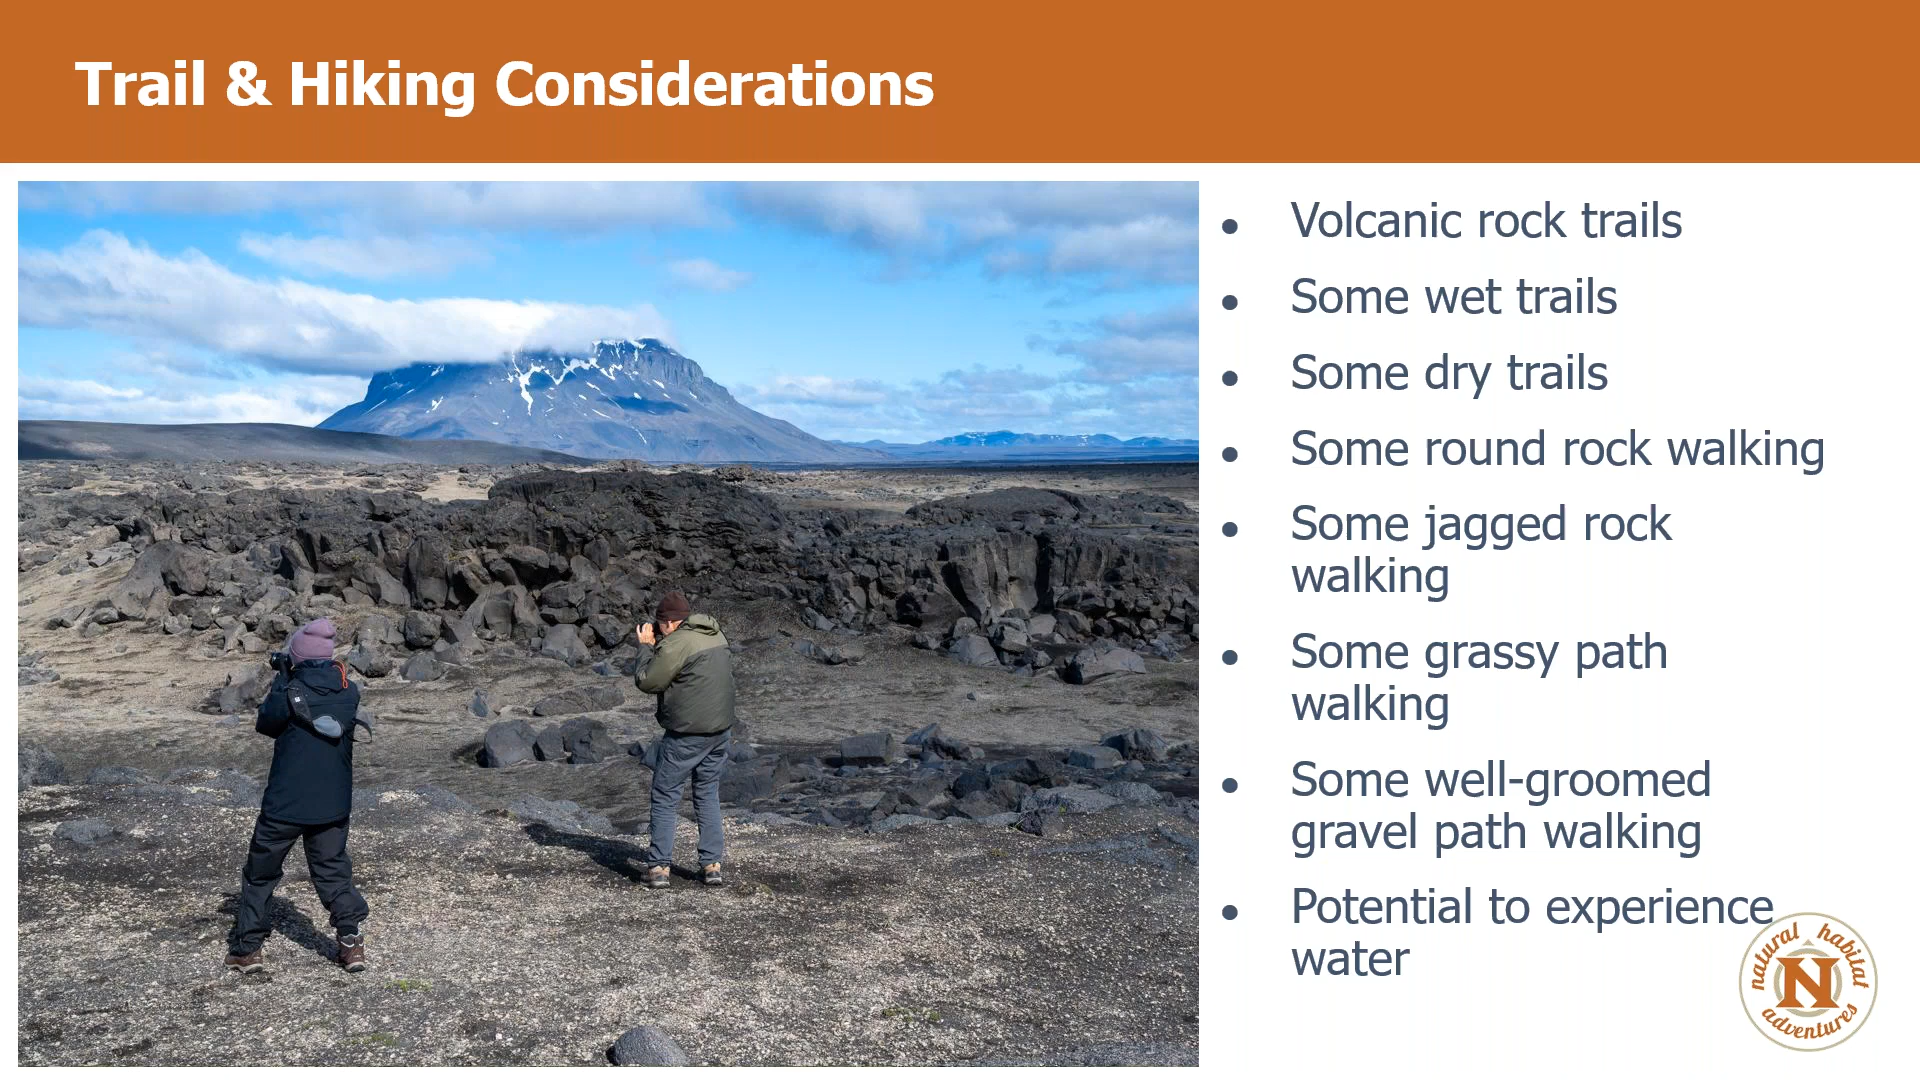 Trail & Hiking Considerations
• Volcanic rock trails
• Some wet trails
• Some dry trails
• Some round rock walking
• Some jagged rock
walking
• Some grassy path
walking
• Some well-groomed
gravel path walking
• Potential to experience
water
natural habitat
N
adventures